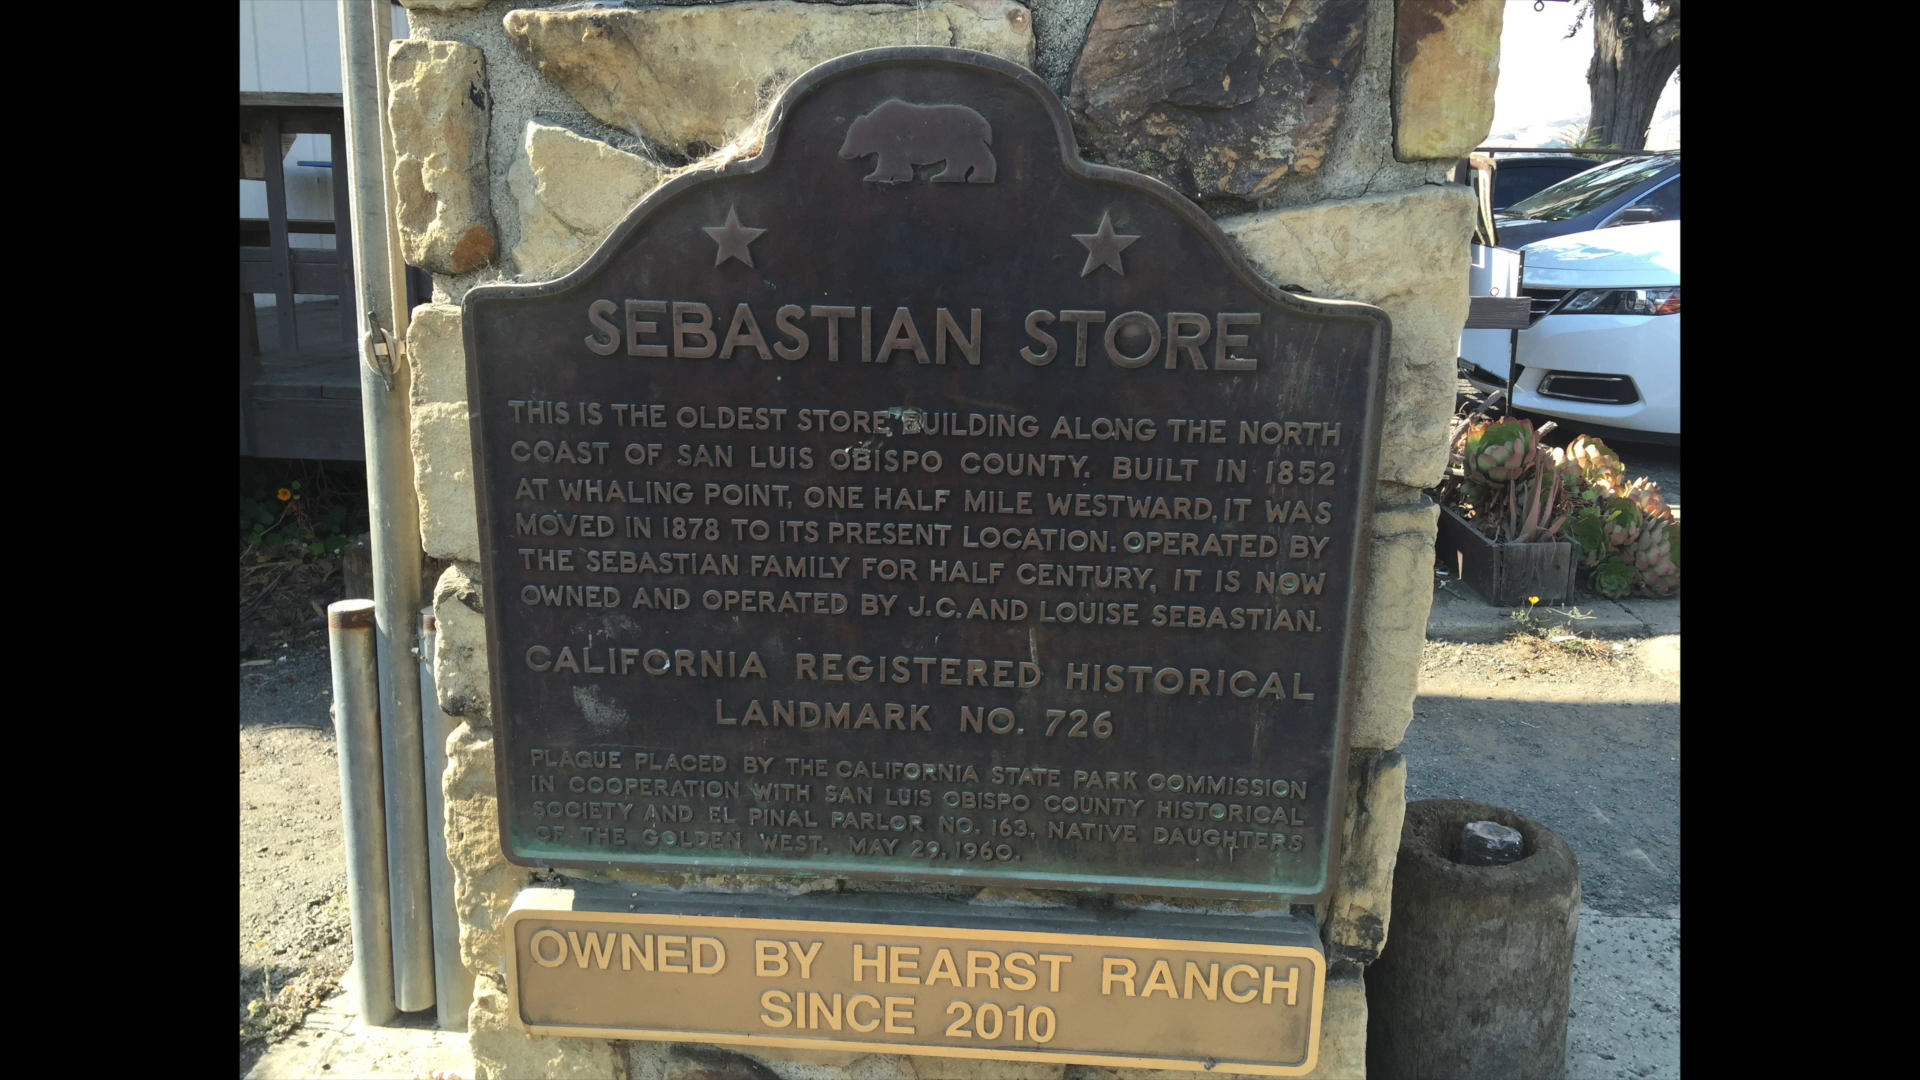 SEBASTIAN STORE
THIS IS THE OLDEST STORE BUILDING ALONG THE NORTH
COAST OF SAN LUIS OBISPO COUNTY. BUILT IN 1852
AT WHALING POINT, ONE HALF MILE WESTWARD, IT WAS
MOVED IN 1878 TO ITS PRESENT LOCATION. OPERATED BY
THE SEBASTIAN FAMILY FOR HALF CENTURY, IT IS NOW
OWNED AND OPERATED BY J.C. AND LOUISE SEBASTIAN.
CALIFORNIA REGISTERED HISTORICAL
LANDMARK NO. 726
PLAQUE PLACED BY THE CALIFORNIA STATE PARK COMMISSION
IN COOPERATION WITH SAN LUIS OBISPO COUNTY HISTORICAL
SOCIETY AND EL PINAL PARLOR NO. 163, NATIVE DAUGHTERS
OF THE GOLDEN WEST, MAY 29, 1960.
OWNED BY HEARST RANCH
SINCE 2010